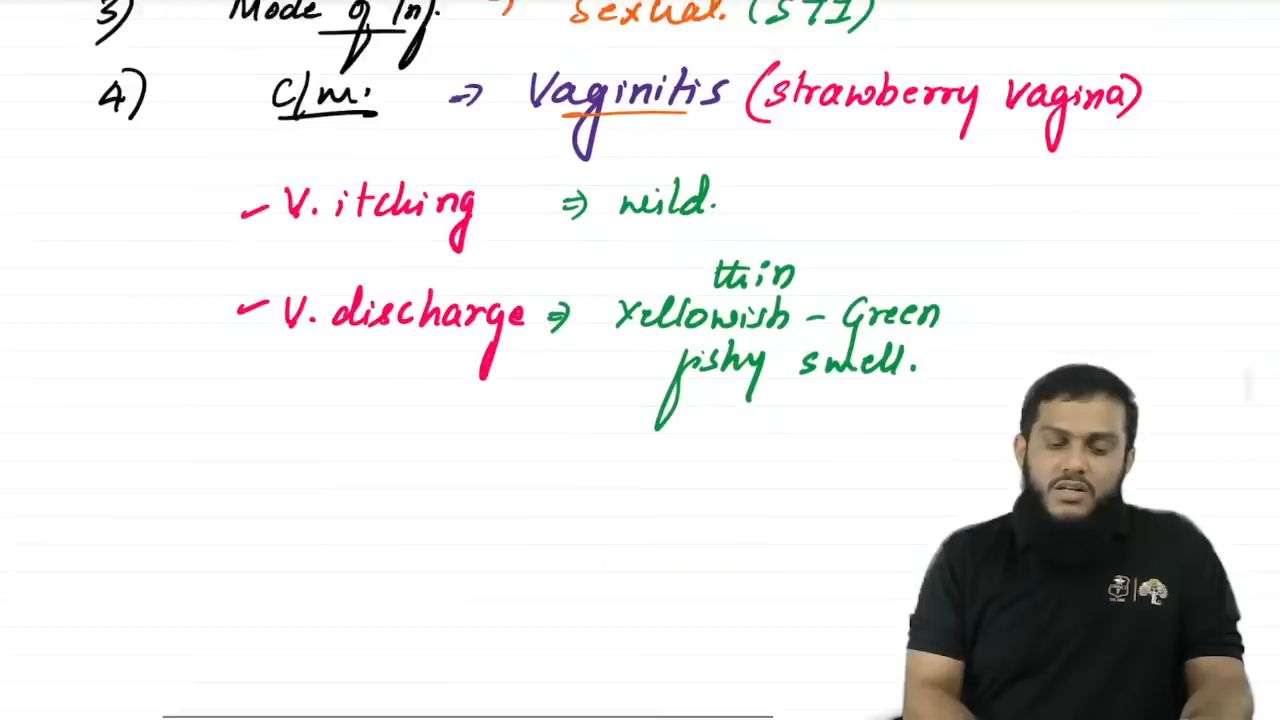 3) Mode of Inf. → Sexual. (STI)
4) C/m. ⇒ Vaginitis (strawberry vagina)
✓ V. itching ⇒ mild.
thin
✓ V. discharge ⇒ Yellowish - Green
fishy smell.